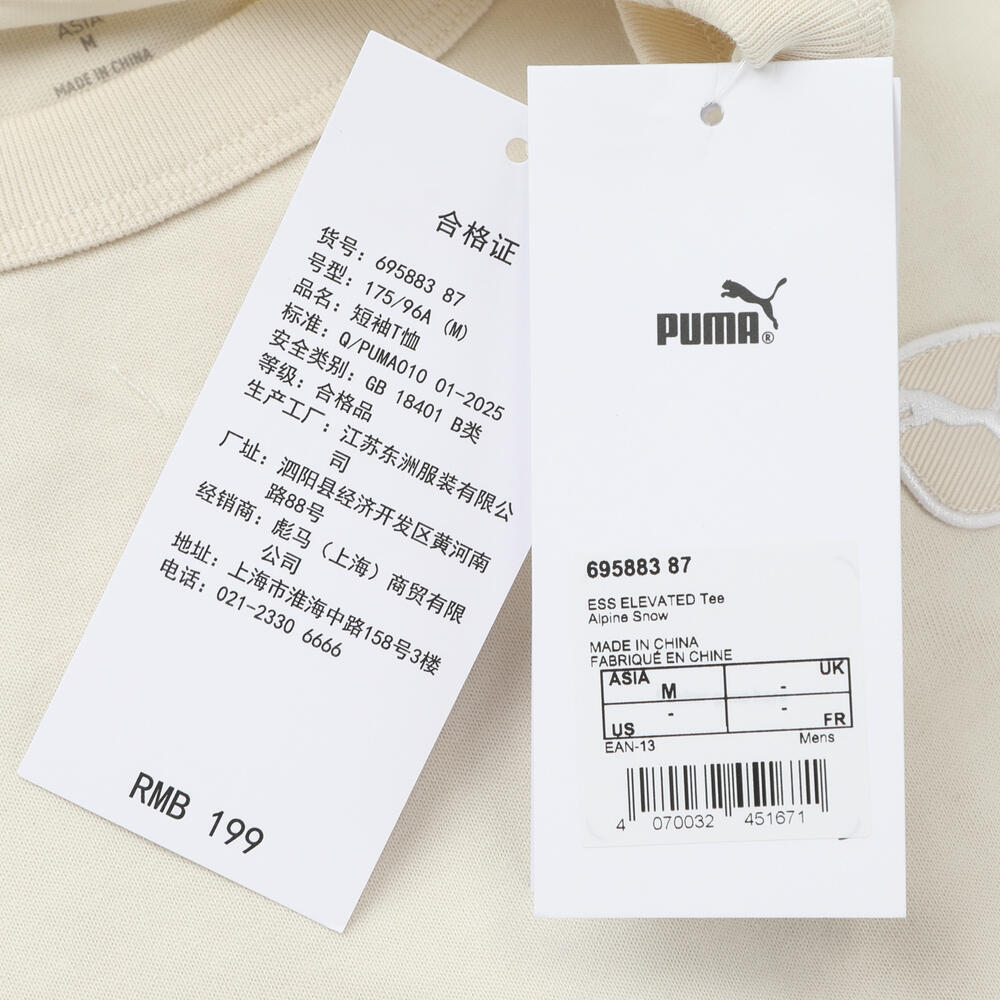 ASIA
M
MADE IN CHINA
合格证
货号: 695883 87
号型: 175/96A (M)
品名: 短袖T恤
标准: Q/PUMA010 01-2025
安全类别: GB 18401 B类
等级: 合格品
生产工厂: 江苏东洲服装有限公
司
厂址: 泗阳县经济开发区黄河南
路88号
经销商: 彪马（上海）商贸有限
公司
地址: 上海市淮海中路158号3楼
电话: 021-2330 6666
RMB 199
PUMA®
695883 87
ESS ELEVATED Tee
Alpine Snow
MADE IN CHINA
FABRIQUÉ EN CHINE
ASIA M - UK
US - - FR
EAN-13 Mens
4 070032 451671